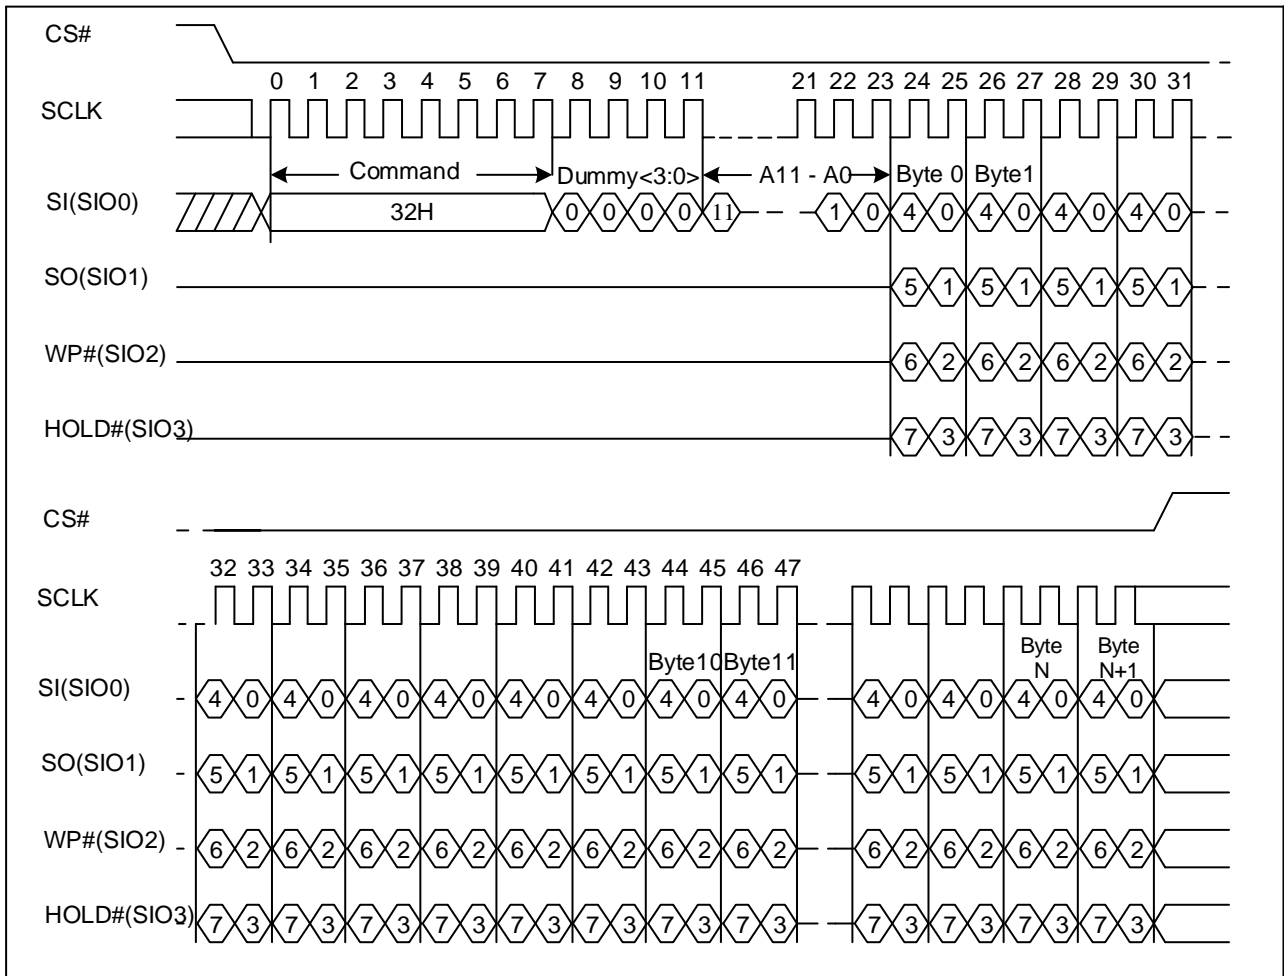 CS#
0 1 2 3 4 5 6 7 8 9 10 11 21 22 23 24 25 26 27 28 29 30 31
SCLK
Command Dummy<3:0> A11 - A0 Byte 0 Byte1
SI(SIO0) 32H 0 0 0 0 11 1 0 4 0 4 0 4 0 4 0
SO(SIO1) 5 1 5 1 5 1 5 1
WP#(SIO2) 6 2 6 2 6 2 6 2
HOLD#(SIO3) 7 3 7 3 7 3 7 3
CS#
32 33 34 35 36 37 38 39 40 41 42 43 44 45 46 47
SCLK
Byte10 Byte11 Byte N Byte N+1
SI(SIO0) 4 0 4 0 4 0 4 0 4 0 4 0 4 0 4 0 4 0 4 0 4 0 4 0
SO(SIO1) 5 1 5 1 5 1 5 1 5 1 5 1 5 1 5 1 5 1 5 1 5 1 5 1
WP#(SIO2) 6 2 6 2 6 2 6 2 6 2 6 2 6 2 6 2 6 2 6 2 6 2 6 2
HOLD#(SIO3) 7 3 7 3 7 3 7 3 7 3 7 3 7 3 7 3 7 3 7 3 7 3 7 3